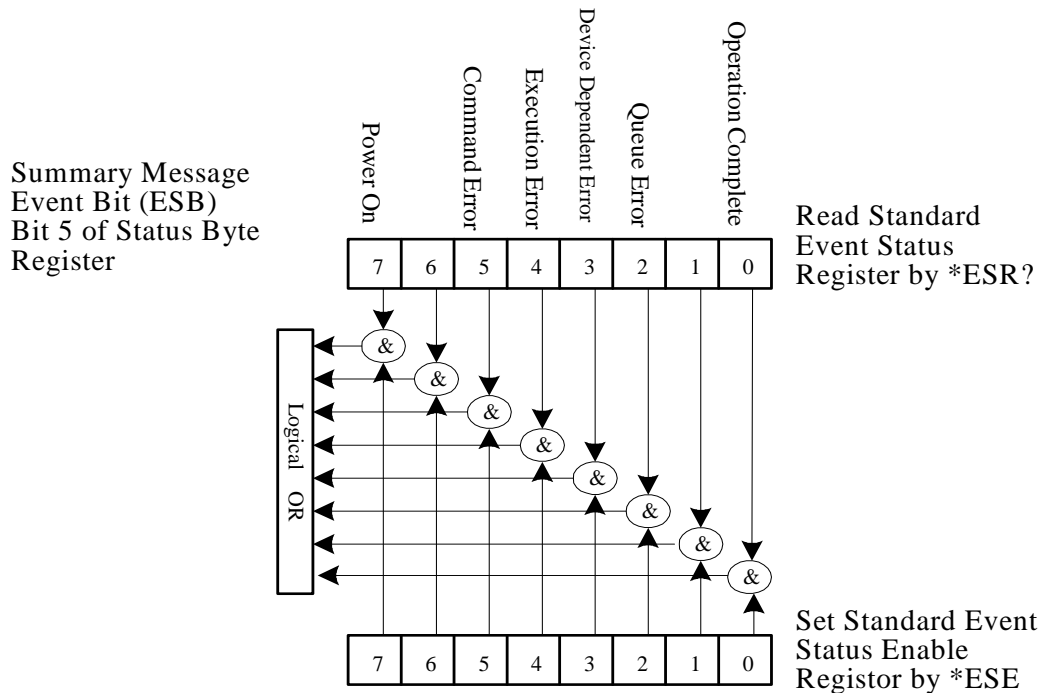 Power On
Command Error
Execution Error
Device Dependent Error
Queue Error
Operation Complete
Summary Message
Event Bit (ESB)
Bit 5 of Status Byte
Register
Read Standard
Event Status
Register by *ESR?
7 6 5 4 3 2 1 0
&
&
&
&
&
&
&
&
Logical OR
7 6 5 4 3 2 1 0
Set Standard Event
Status Enable
Registor by *ESE